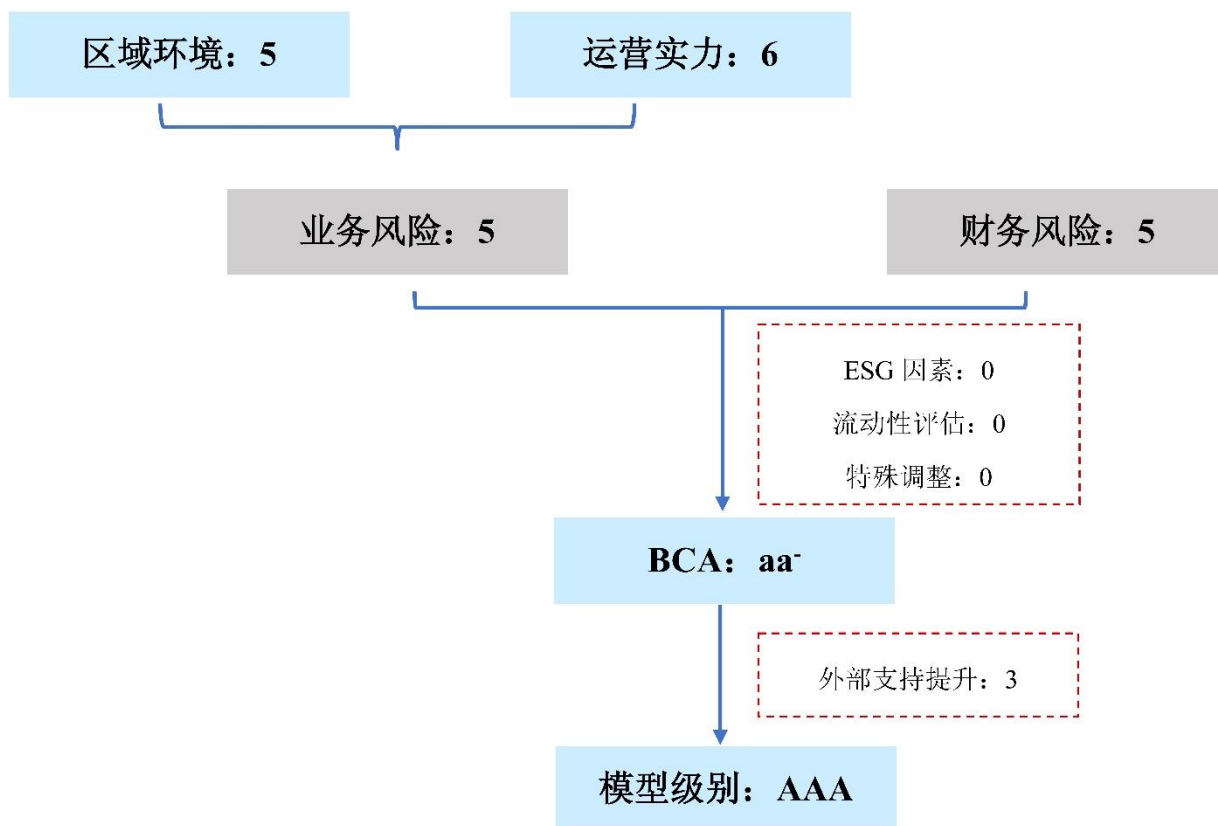 区域环境：5
运营实力：6
业务风险：5
财务风险：5
ESG 因素：0
流动性评估：0
特殊调整：0
BCA：aa⁻
外部支持提升：3
模型级别：AAA